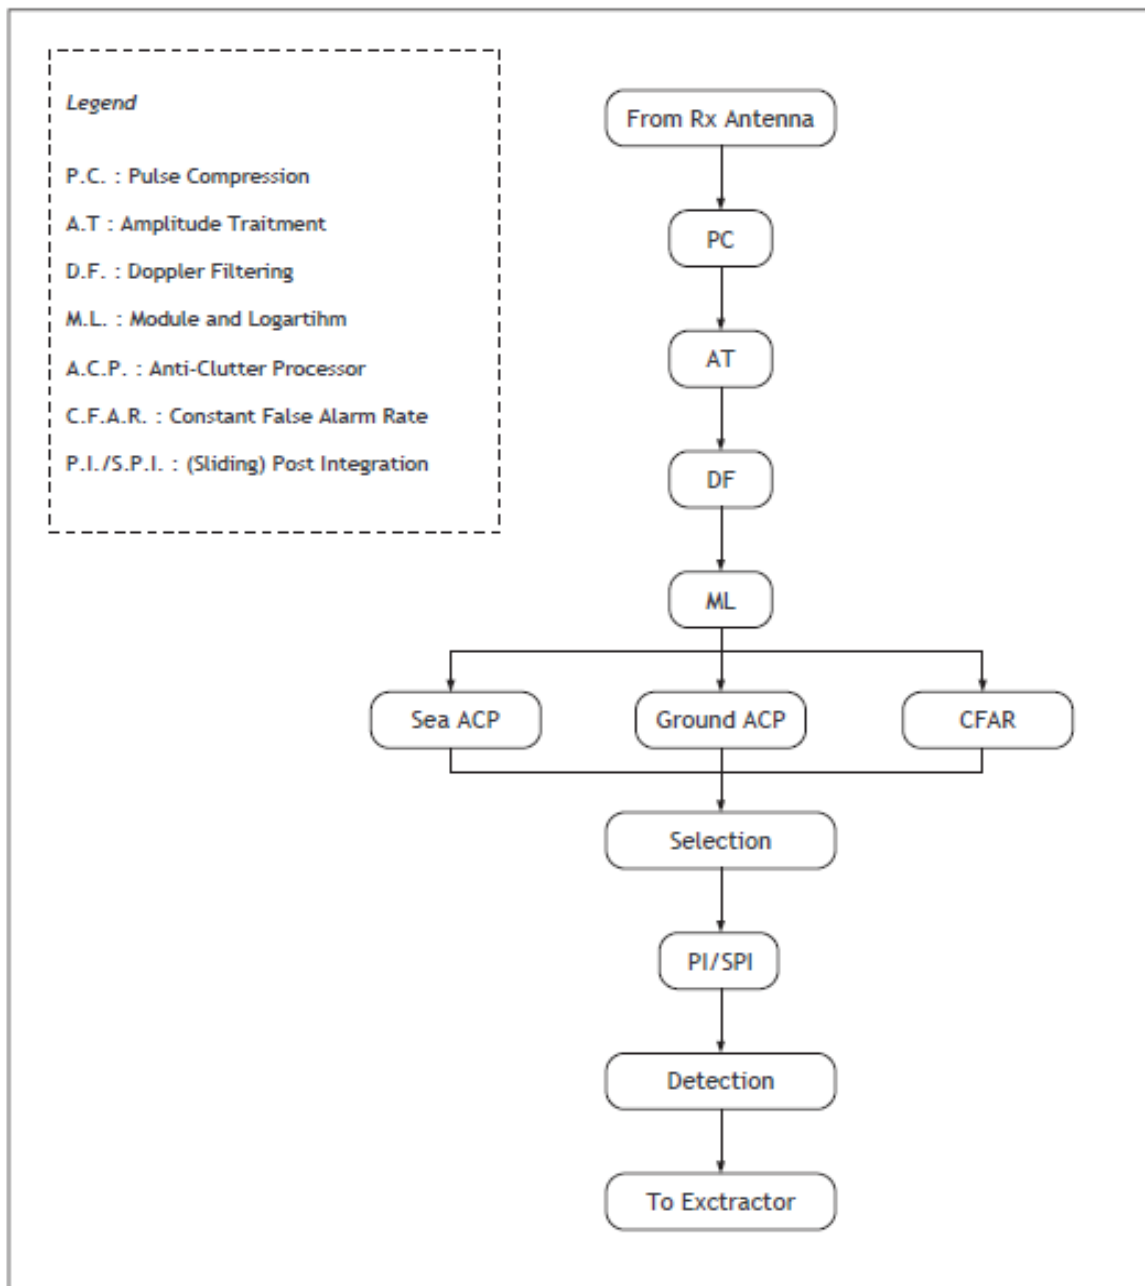 Legend
P.C. : Pulse Compression
A.T : Amplitude Traitment
D.F. : Doppler Filtering
M.L. : Module and Logartihm
A.C.P. : Anti-Clutter Processor
C.F.A.R. : Constant False Alarm Rate
P.I./S.P.I. : (Sliding) Post Integration
From Rx Antenna
PC
AT
DF
ML
Sea ACP
Ground ACP
CFAR
Selection
PI/SPI
Detection
To Exctractor